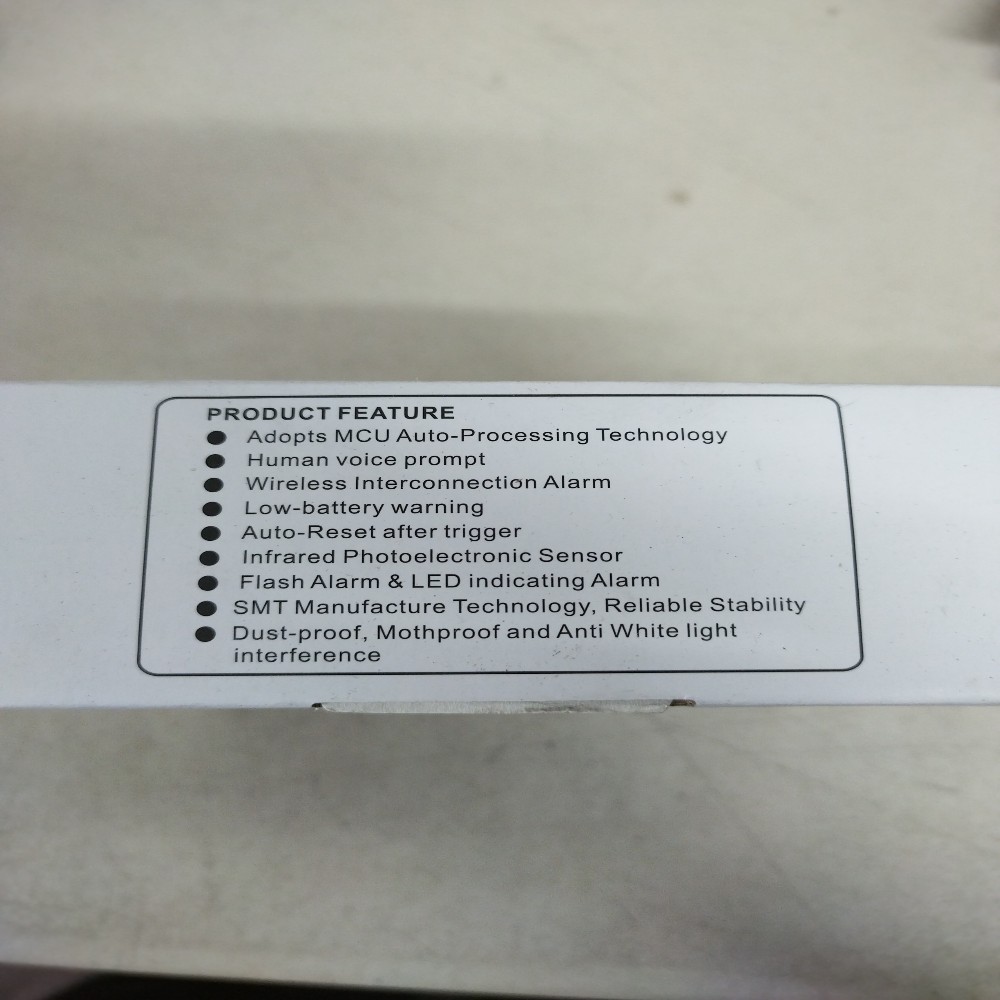 PRODUCT FEATURE
● Adopts MCU Auto-Processing Technology
● Human voice prompt
● Wireless Interconnection Alarm
● Low-battery warning
● Auto-Reset after trigger
● Infrared Photoelectronic Sensor
● Flash Alarm & LED indicating Alarm
● SMT Manufacture Technology, Reliable Stability
● Dust-proof, Mothproof and Anti White light
interference